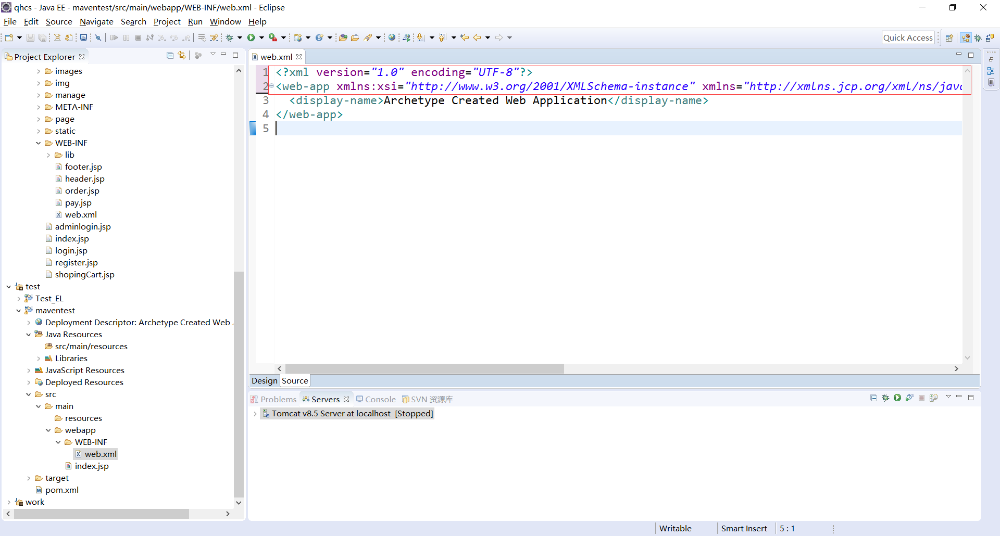 qhcs - Java EE - maventest/src/main/webapp/WEB-INF/web.xml - Eclipse
File Edit Source Navigate Search Project Run Window Help
Quick Access
Project Explorer
images
img
manage
META-INF
page
static
WEB-INF
lib
footer.jsp
header.jsp
order.jsp
pay.jsp
web.xml
adminlogin.jsp
index.jsp
login.jsp
register.jsp
shopingCart.jsp
test
Test_EL
maventest
Deployment Descriptor: Archetype Created Web
Java Resources
src/main/resources
Libraries
JavaScript Resources
Deployed Resources
src
main
resources
webapp
WEB-INF
web.xml
index.jsp
target
pom.xml
work
web.xml
1 <?xml version="1.0" encoding="UTF-8"?>
2 <web-app xmlns:xsi="http://www.w3.org/2001/XMLSchema-instance" xmlns="http://xmlns.jcp.org/xml/ns/java
3 <display-name>Archetype Created Web Application</display-name>
4 </web-app>
5
Design Source
Problems Servers Console SVN 资源库
Tomcat v8.5 Server at localhost [Stopped]
Writable Smart Insert 5 : 1